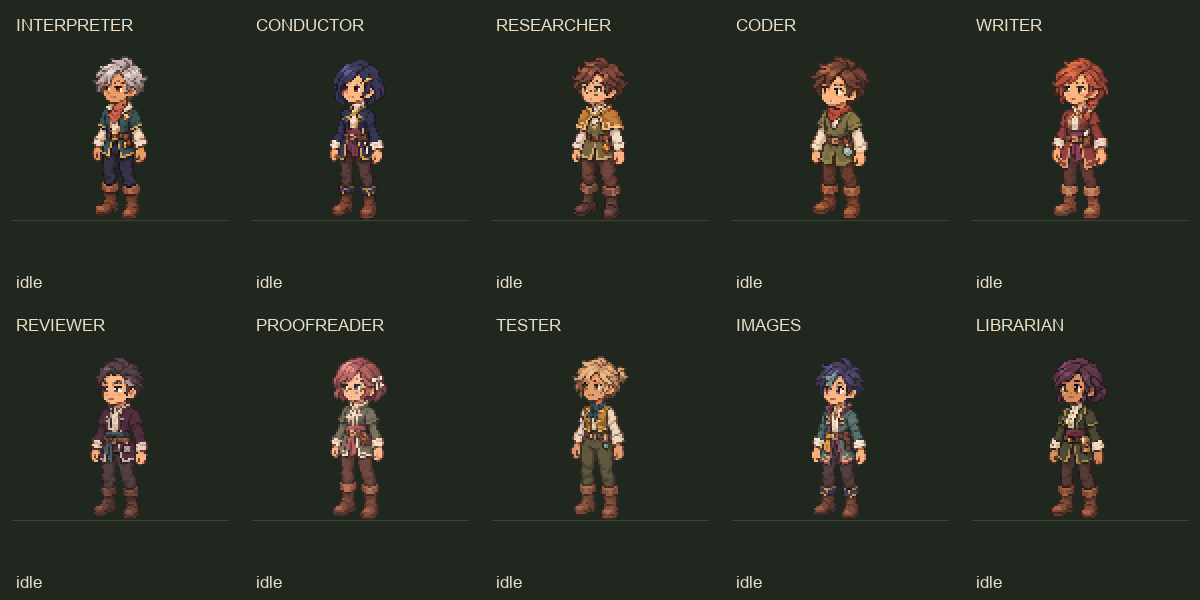 INTERPRETER CONDUCTOR RESEARCHER CODER WRITER
idle idle idle idle idle
REVIEWER PROOFREADER TESTER IMAGES LIBRARIAN
idle idle idle idle idle